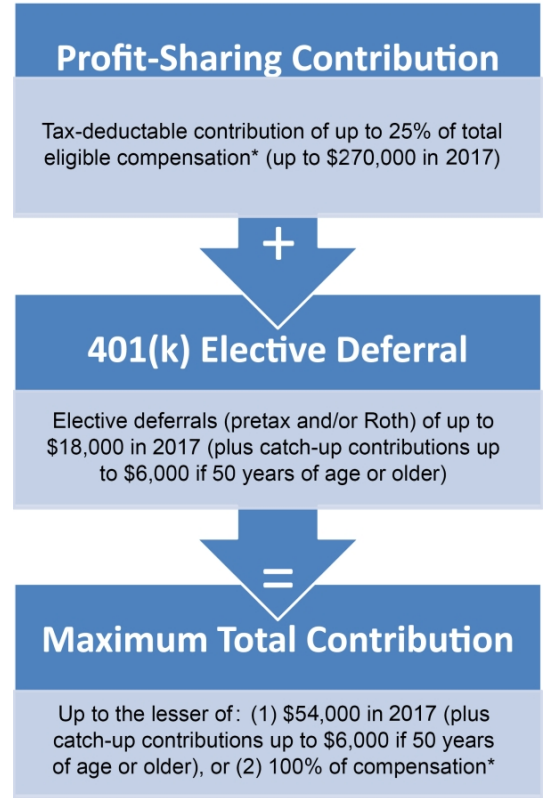 Profit-Sharing Contribution
Tax-deductable contribution of up to 25% of total
eligible compensation* (up to $270,000 in 2017)
+
401(k) Elective Deferral
Elective deferrals (pretax and/or Roth) of up to
$18,000 in 2017 (plus catch-up contributions up
to $6,000 if 50 years of age or older)
=
Maximum Total Contribution
Up to the lesser of: (1) $54,000 in 2017 (plus
catch-up contributions up to $6,000 if 50 years
of age or older), or (2) 100% of compensation*